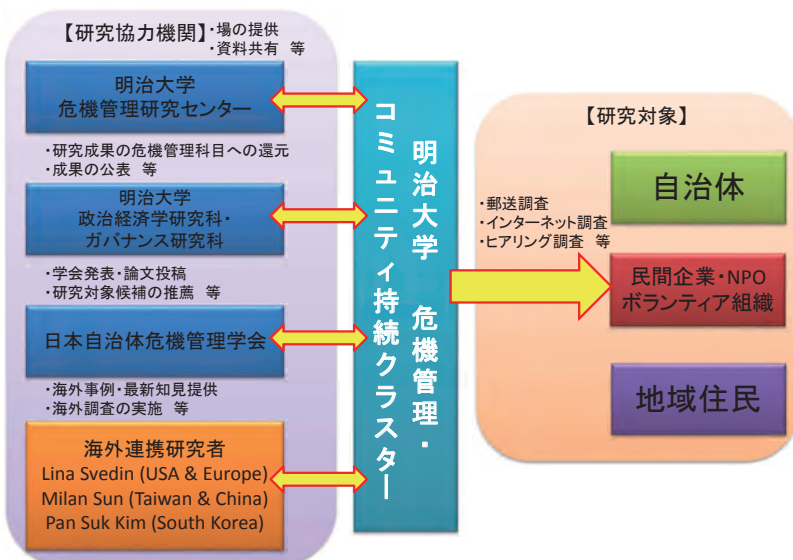 【研究協力機関】
・場の提供
・資料共有 等
明治大学
危機管理研究センター
・研究成果の危機管理科目への還元
・成果の公表 等
明治大学
政治経済学研究科・
ガバナンス研究科
・学会発表・論文投稿
・研究対象候補の推薦 等
日本自治体危機管理学会
・海外事例・最新知見提供
・海外調査の実施 等
海外連携研究者
Lina Svedin (USA & Europe)
Milan Sun (Taiwan & China)
Pan Suk Kim (South Korea)
明治大学 危機管理・
コミュニティ持続クラスター
・郵送調査
・インターネット調査
・ヒアリング調査 等
【研究対象】
自治体
民間企業・NPO
ボランティア組織
地域住民